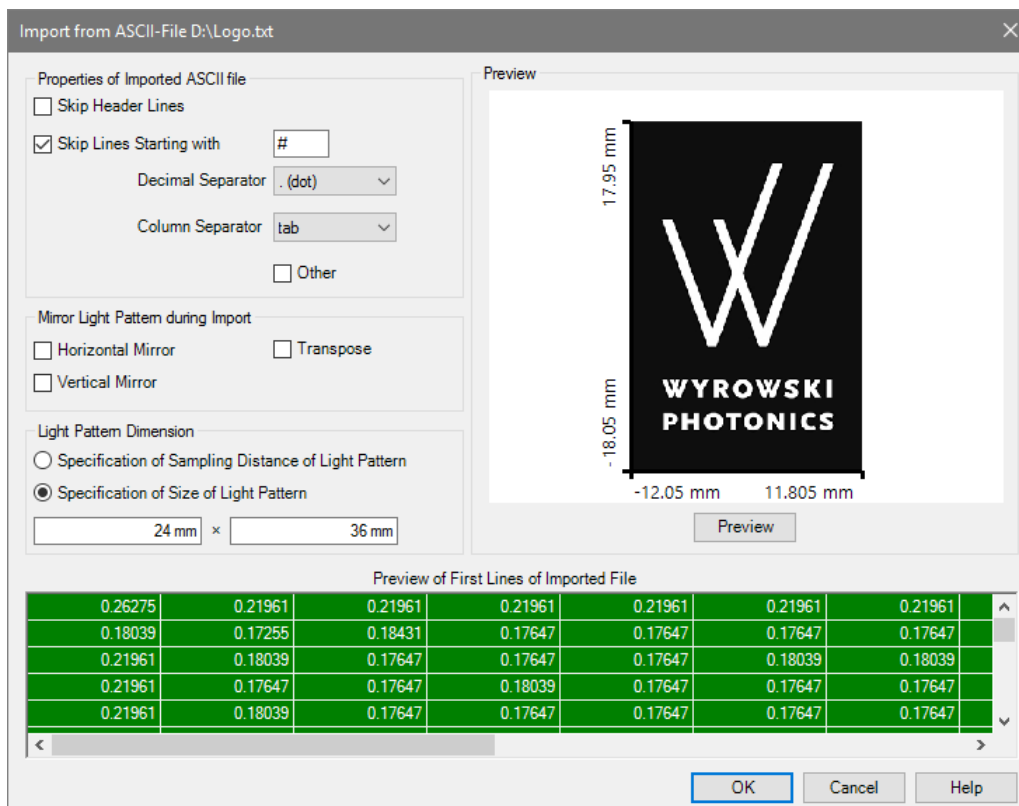 Import from ASCII-File D:\Logo.txt
Properties of Imported ASCII file
Skip Header Lines
Skip Lines Starting with #
Decimal Separator . (dot)
Column Separator tab
Other
Mirror Light Pattern during Import
Horizontal Mirror Transpose
Vertical Mirror
Light Pattern Dimension
Specification of Sampling Distance of Light Pattern
Specification of Size of Light Pattern
24 mm × 36 mm
Preview
17.95 mm
-18.05 mm
WYROWSKI
PHOTONICS
-12.05 mm 11.805 mm
Preview
Preview of First Lines of Imported File
0.26275 0.21961 0.21961 0.21961 0.21961 0.21961 0.21961
0.18039 0.17255 0.18431 0.17647 0.17647 0.17647 0.17647
0.21961 0.18039 0.17647 0.17647 0.17647 0.18039 0.18039
0.21961 0.17647 0.17647 0.18039 0.17647 0.17647 0.17647
0.21961 0.18039 0.17647 0.17647 0.17647 0.17647 0.17647
OK Cancel Help